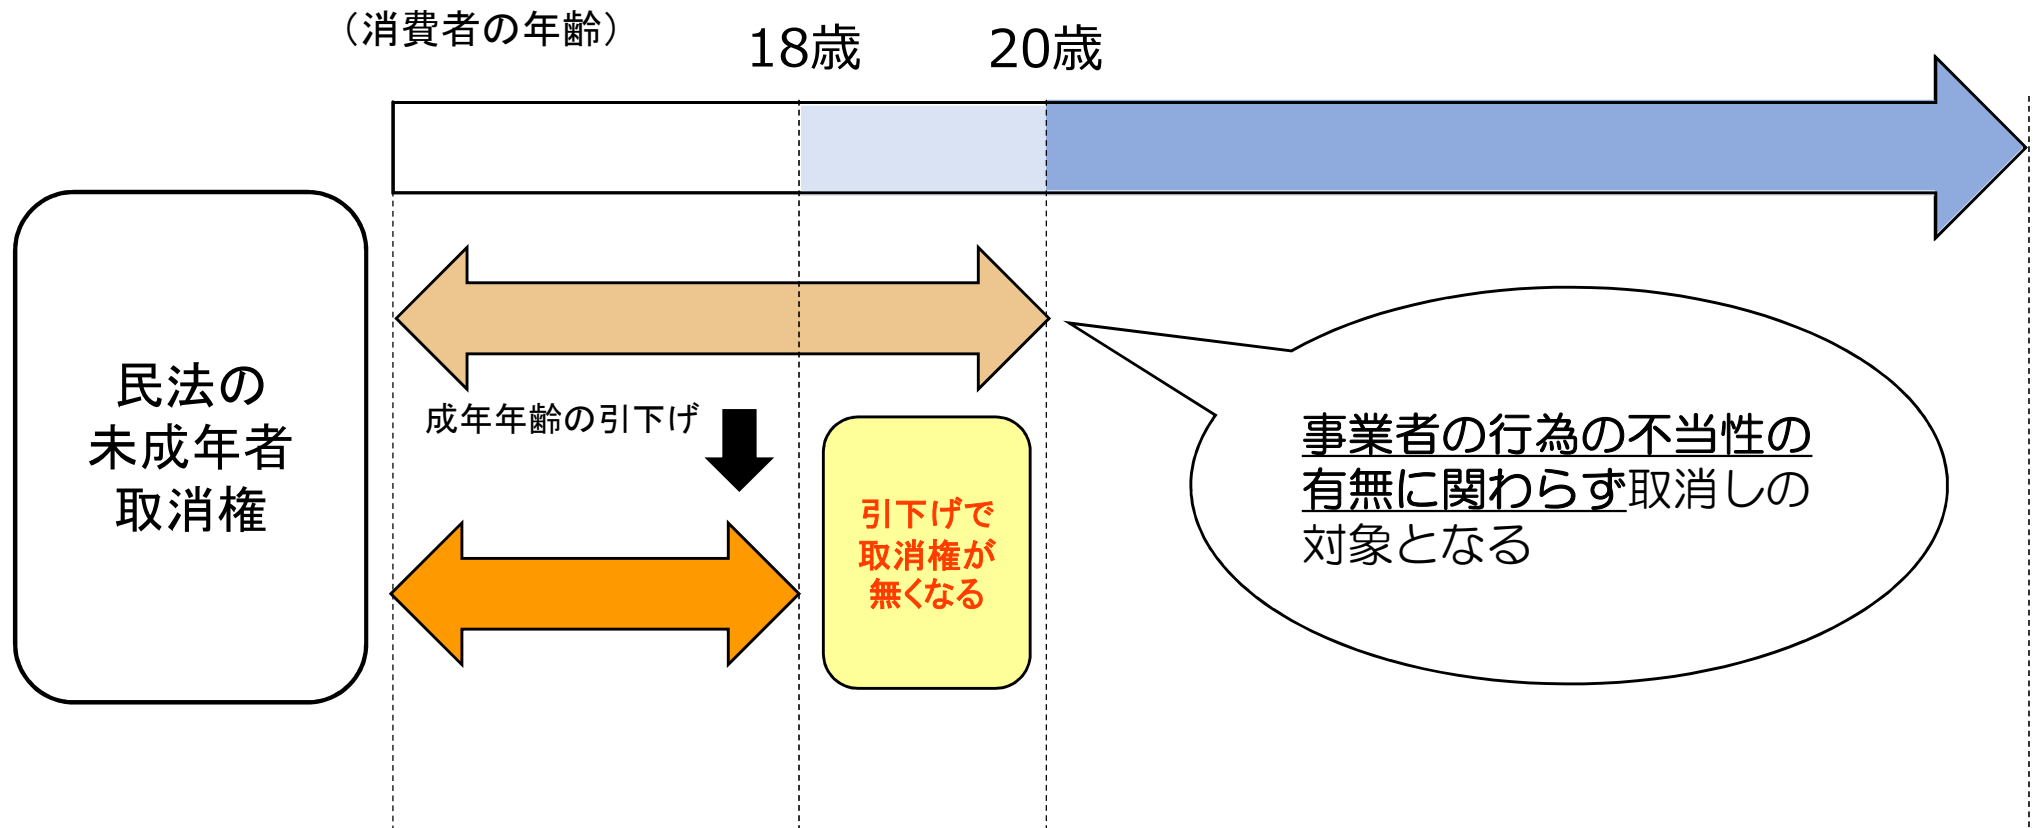 （消費者の年齢）
18歳
20歳
民法の
未成年者
取消権
成年年齢の引下げ
引下げで
取消権が
無くなる
事業者の行為の不当性の
有無に関わらず取消しの
対象となる